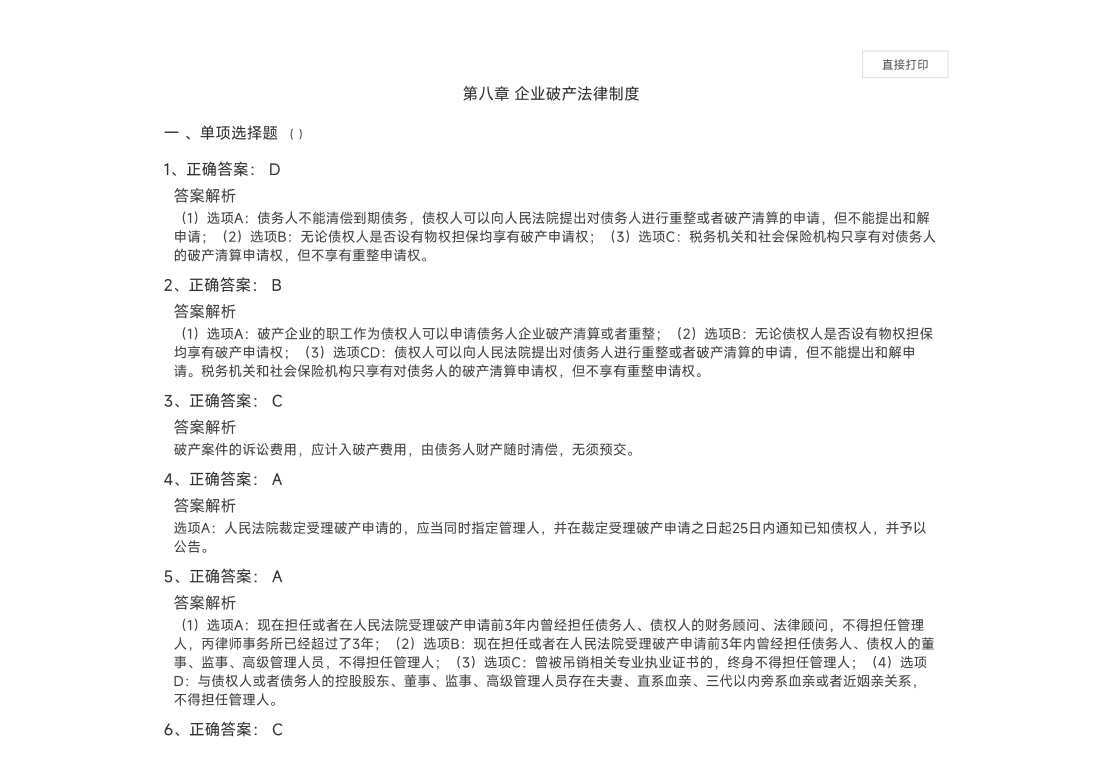 直接打印
第八章 企业破产法律制度
一 、单项选择题 （ ）
1、正确答案： D
答案解析
（1）选项A：债务人不能清偿到期债务，债权人可以向人民法院提出对债务人进行重整或者破产清算的申请，但不能提出和解
申请；（2）选项B：无论债权人是否设有物权担保均享有破产申请权；（3）选项C：税务机关和社会保险机构只享有对债务人
的破产清算申请权，但不享有重整申请权。
2、正确答案： B
答案解析
（1）选项A：破产企业的职工作为债权人可以申请债务人企业破产清算或者重整；（2）选项B：无论债权人是否设有物权担保
均享有破产申请权；（3）选项CD：债权人可以向人民法院提出对债务人进行重整或者破产清算的申请，但不能提出和解申
请。税务机关和社会保险机构只享有对债务人的破产清算申请权，但不享有重整申请权。
3、正确答案： C
答案解析
破产案件的诉讼费用，应计入破产费用，由债务人财产随时清偿，无须预交。
4、正确答案： A
答案解析
选项A：人民法院裁定受理破产申请的，应当同时指定管理人，并在裁定受理破产申请之日起25日内通知已知债权人，并予以
公告。
5、正确答案： A
答案解析
（1）选项A：现在担任或者在人民法院受理破产申请前3年内曾经担任债务人、债权人的财务顾问、法律顾问，不得担任管理
人，丙律师事务所已经超过了3年；（2）选项B：现在担任或者在人民法院受理破产申请前3年内曾经担任债务人、债权人的董
事、监事、高级管理人员，不得担任管理人；（3）选项C：曾被吊销相关专业执业证书的，终身不得担任管理人；（4）选项
D：与债权人或者债务人的控股股东、董事、监事、高级管理人员存在夫妻、直系血亲、三代以内旁系血亲或者近姻亲关系，
不得担任管理人。
6、正确答案： C